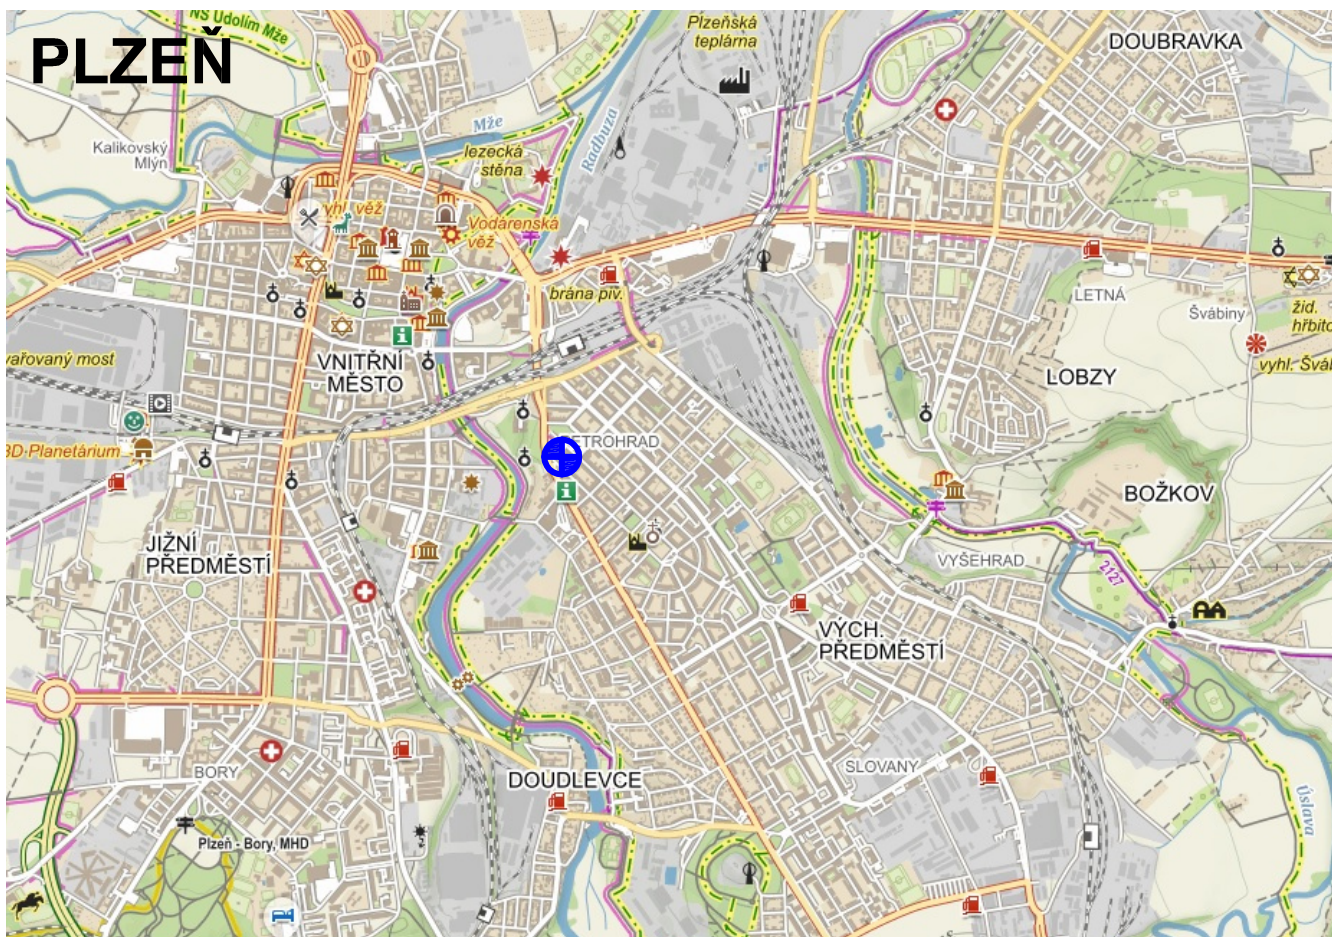 NS Údolím Mže
PLZEŇ
Plzeňská
teplárna
DOUBRAVKA
Kalikovský
Mlýn
Mže
Radbuza
lezecká
stěna
vyhl. věž
Vodárenská
věž
brána piv.
LETNÁ
Švábiny
žid.
hřbito
vařovaný most
VNITŘNÍ
MĚSTO
vyhl. Šváb
LOBZY
3D Planetárium
ETROHRAD
BOŽKOV
JIŽNÍ
PŘEDMĚSTÍ
VYŠEHRAD
2127
VÝCH.
PŘEDMĚSTÍ
BORY
DOUDLEVCE
SLOVANY
Úslava
Plzeň - Bory, MHD